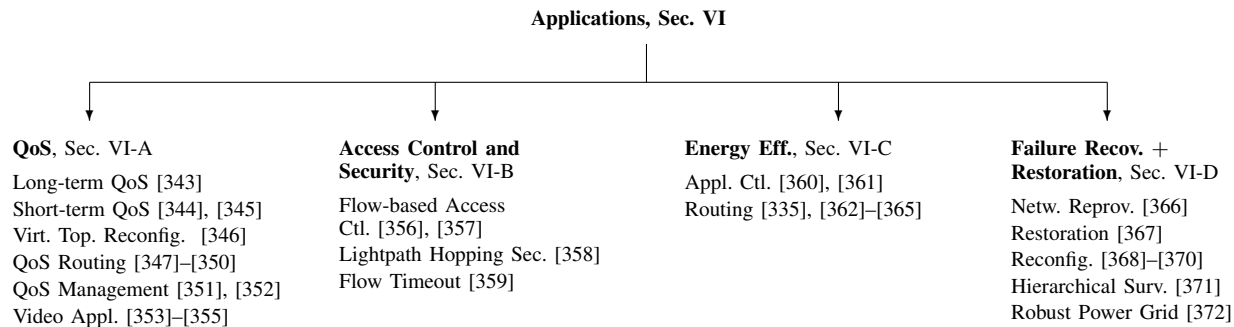 Applications, Sec. VI
QoS, Sec. VI-A
Long-term QoS [343]
Short-term QoS [344], [345]
Virt. Top. Reconfig. [346]
QoS Routing [347]–[350]
QoS Management [351], [352]
Video Appl. [353]–[355]
Access Control and
Security, Sec. VI-B
Flow-based Access
Ctl. [356], [357]
Lightpath Hopping Sec. [358]
Flow Timeout [359]
Energy Eff., Sec. VI-C
Appl. Ctl. [360], [361]
Routing [335], [362]–[365]
Failure Recov. +
Restoration, Sec. VI-D
Netw. Reprov. [366]
Restoration [367]
Reconfig. [368]–[370]
Hierarchical Surv. [371]
Robust Power Grid [372]